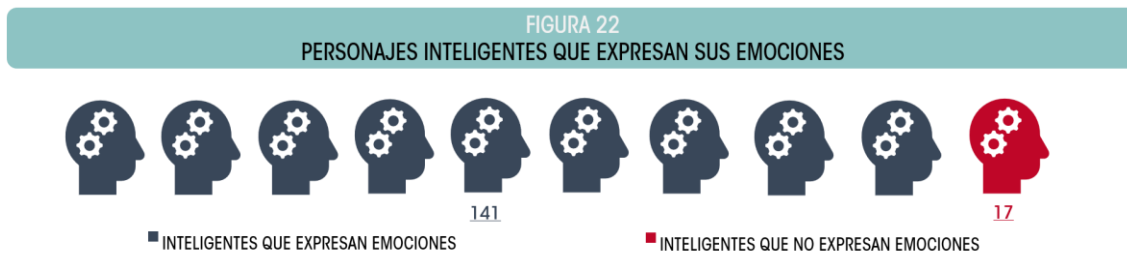 FIGURA 22
PERSONAJES INTELIGENTES QUE EXPRESAN SUS EMOCIONES
141
17
INTELIGENTES QUE EXPRESAN EMOCIONES
INTELIGENTES QUE NO EXPRESAN EMOCIONES